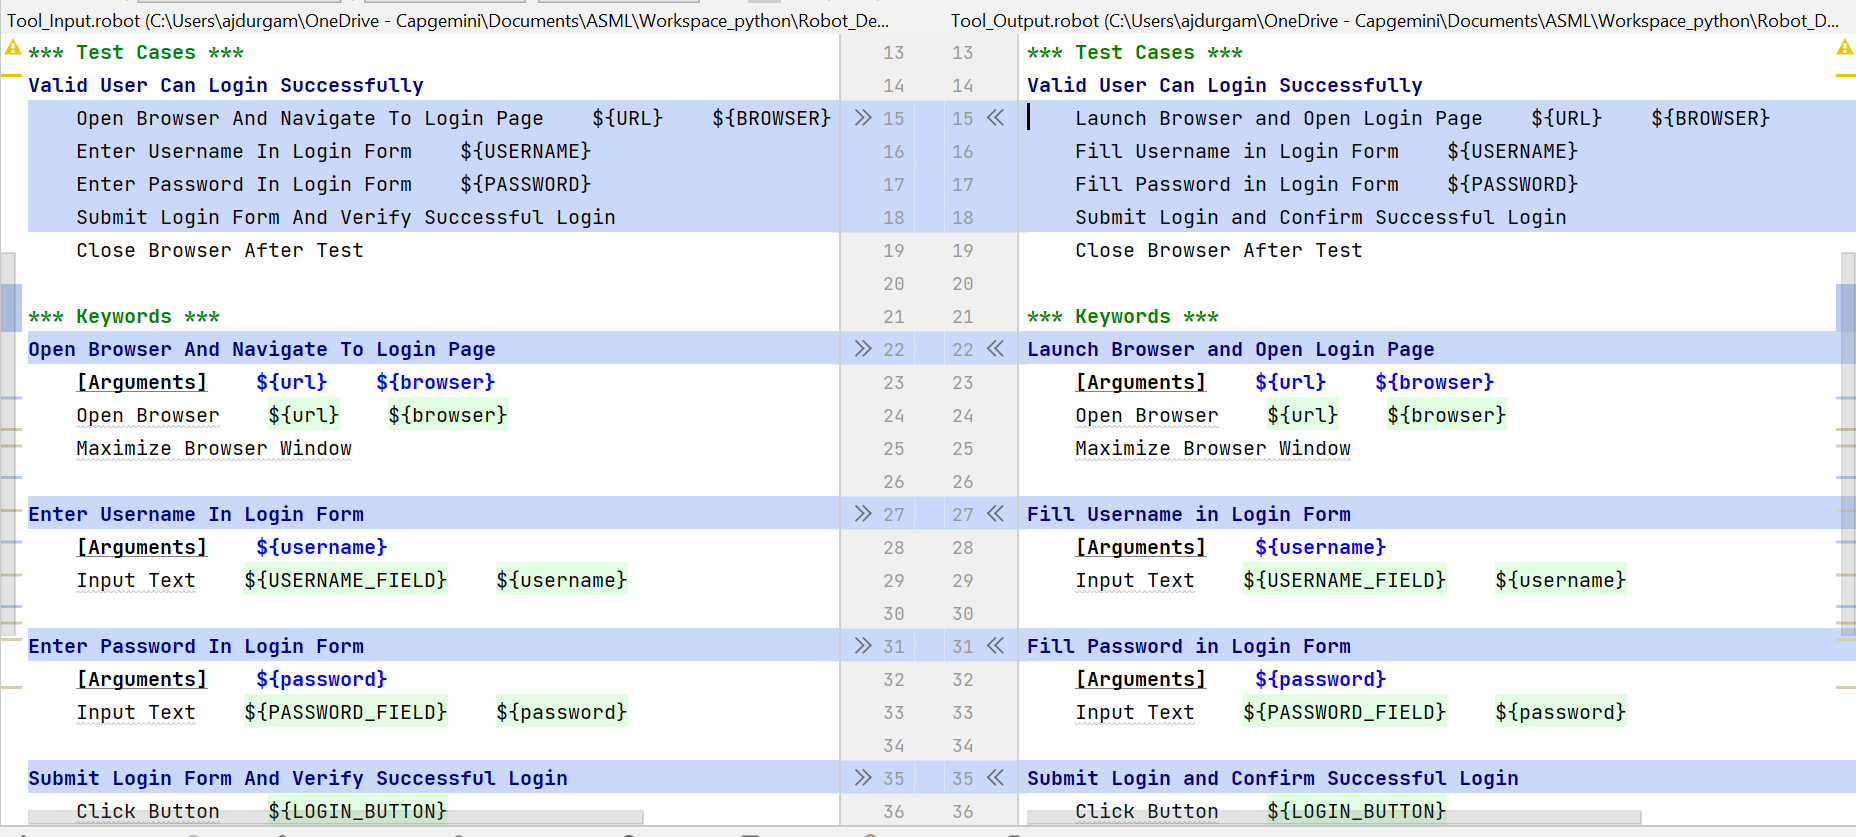 Tool_Input.robot (C:\Users\ajdurgam\OneDrive - Capgemini\Documents\ASML\Workspace_python\Robot_De...
*** Test Cases ***
Valid User Can Login Successfully
Open Browser And Navigate To Login Page    ${URL}    ${BROWSER}
Enter Username In Login Form    ${USERNAME}
Enter Password In Login Form    ${PASSWORD}
Submit Login Form And Verify Successful Login
Close Browser After Test
*** Keywords ***
Open Browser And Navigate To Login Page
[Arguments]    ${url}    ${browser}
Open Browser    ${url}    ${browser}
Maximize Browser Window
Enter Username In Login Form
[Arguments]    ${username}
Input Text    ${USERNAME_FIELD}    ${username}
Enter Password In Login Form
[Arguments]    ${password}
Input Text    ${PASSWORD_FIELD}    ${password}
Submit Login Form And Verify Successful Login
Click Button    ${LOGIN_BUTTON}
13 13
14 14
15 15
16 16
17 17
18 18
19 19
20 20
21 21
22 22
23 23
24 24
25 25
26 26
27 27
28 28
29 29
30 30
31 31
32 32
33 33
34 34
35 35
36 36
Tool_Output.robot (C:\Users\ajdurgam\OneDrive - Capgemini\Documents\ASML\Workspace_python\Robot_D...
*** Test Cases ***
Valid User Can Login Successfully
Launch Browser and Open Login Page    ${URL}    ${BROWSER}
Fill Username in Login Form    ${USERNAME}
Fill Password in Login Form    ${PASSWORD}
Submit Login and Confirm Successful Login
Close Browser After Test
*** Keywords ***
Launch Browser and Open Login Page
[Arguments]    ${url}    ${browser}
Open Browser    ${url}    ${browser}
Maximize Browser Window
Fill Username in Login Form
[Arguments]    ${username}
Input Text    ${USERNAME_FIELD}    ${username}
Fill Password in Login Form
[Arguments]    ${password}
Input Text    ${PASSWORD_FIELD}    ${password}
Submit Login and Confirm Successful Login
Click Button    ${LOGIN_BUTTON}